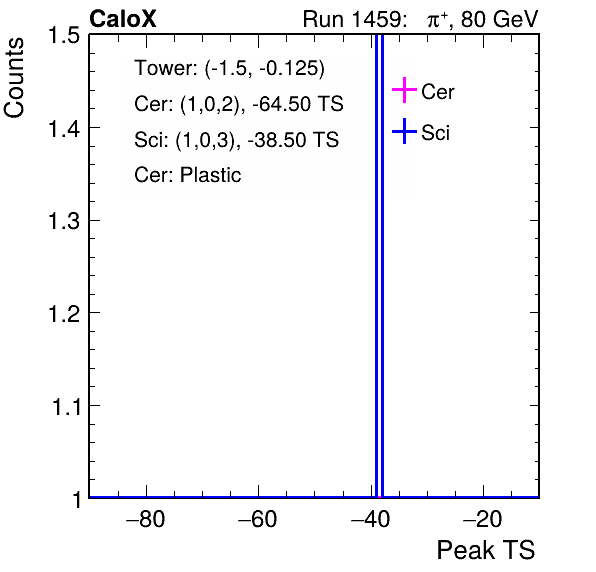 CaloX Run 1459: π⁺, 80 GeV
Counts
1.5
1.4
1.3
1.2
1.1
1
Tower: (-1.5, -0.125)
Cer: (1,0,2), -64.50 TS
Sci: (1,0,3), -38.50 TS
Cer: Plastic
Cer
Sci
−80 −60 −40 −20
Peak TS